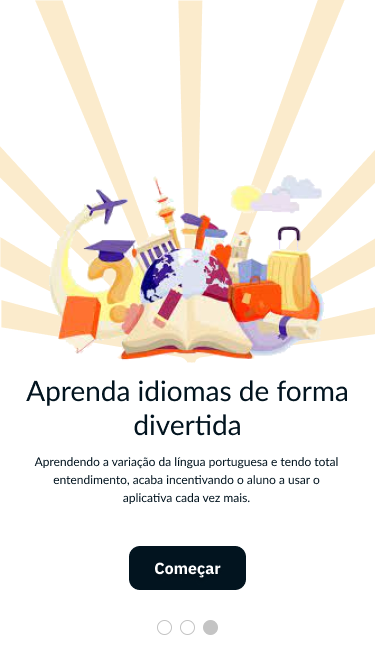 Aprenda idiomas de forma
divertida
Aprendendo a variação da língua portuguesa e tendo total
entendimento, acaba incentivando o aluno a usar o
aplicativa cada vez mais.
Começar